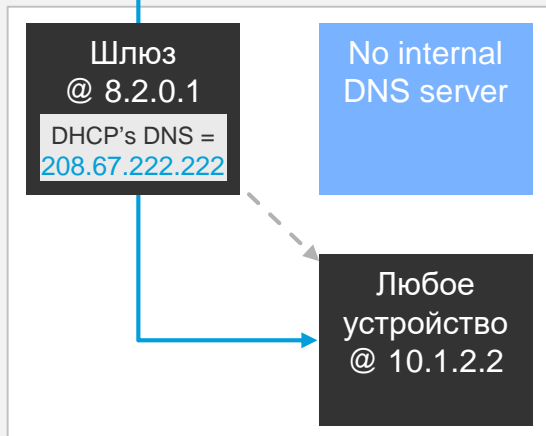 Шлюз
@ 8.2.0.1
DHCP's DNS =
208.67.222.222
No internal
DNS server
Любое
устройство
@ 10.1.2.2